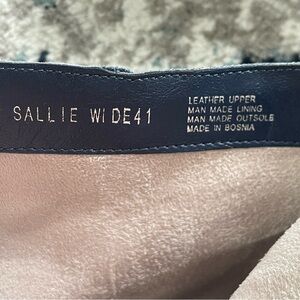 SALLIE WIDE41
LEATHER UPPER
MAN MADE LINING
MAN MADE OUTSOLE
MADE IN BOSNIA